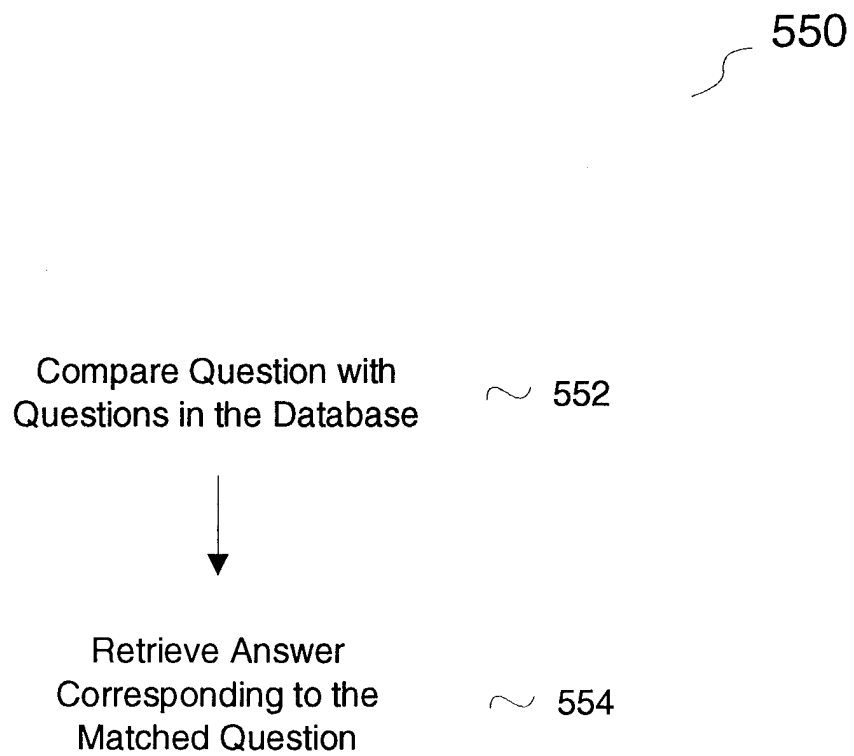 550
Compare Question with
Questions in the Database
552
Retrieve Answer
Corresponding to the
Matched Question
554